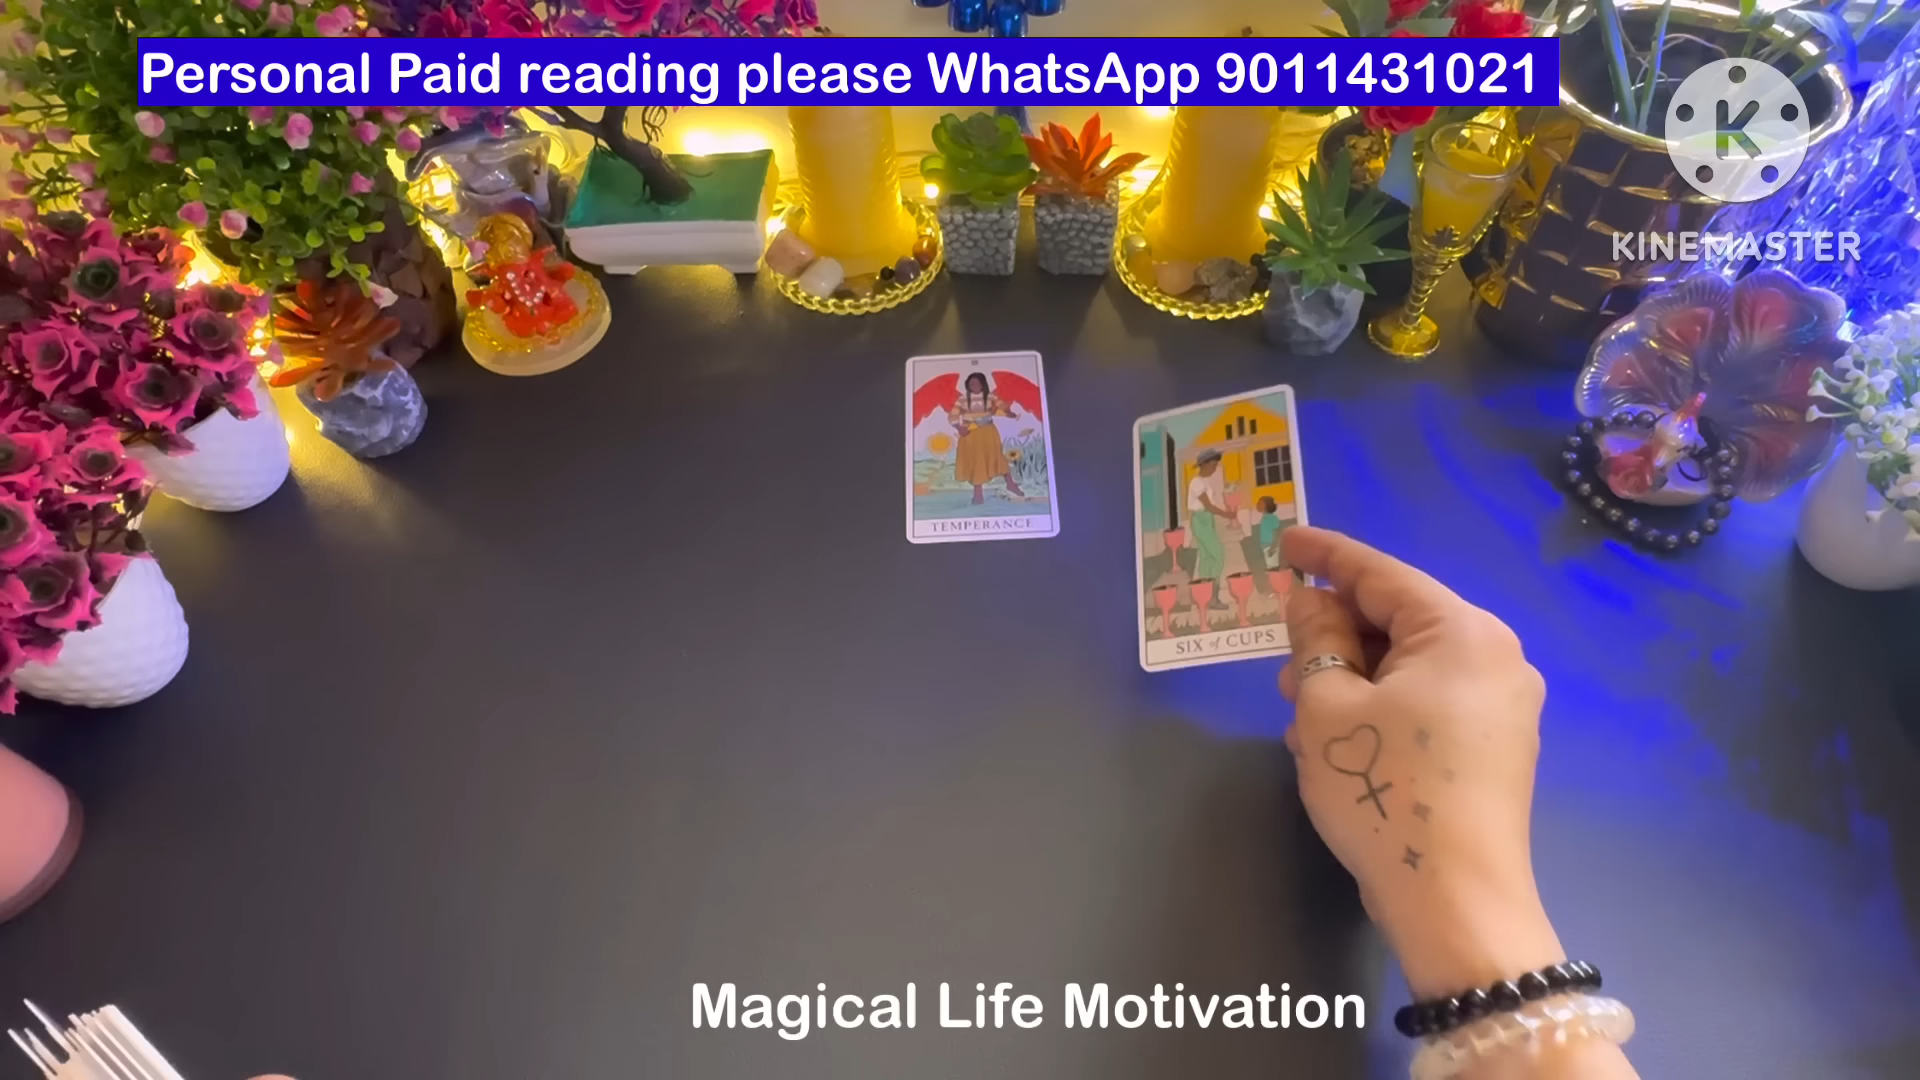 Personal Paid reading please WhatsApp 9011431021
K
KINEMASTER
TEMPERANCE
SIX of CUPS
Magical Life Motivation